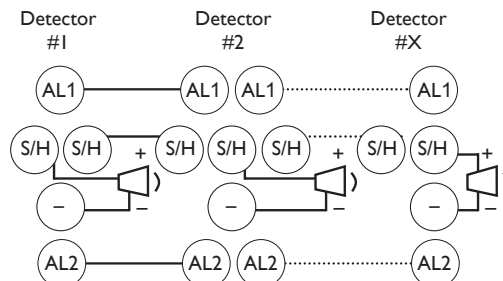 Detector Detector Detector
#1 #2 #X
AL1 AL1 AL1 AL1
S/H S/H + S/H S/H S/H + S/H S/H +
– – – – – –
AL2 AL2 AL2 AL2